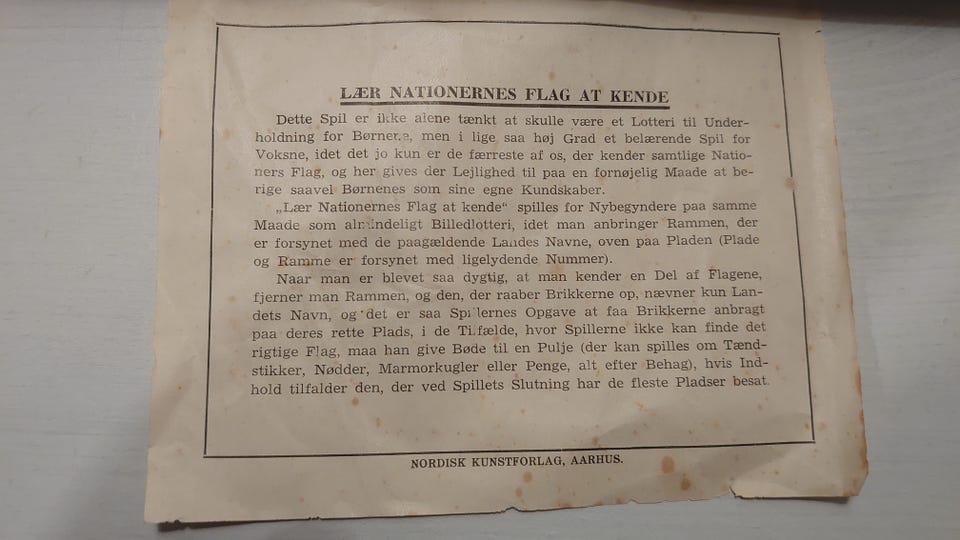 LÆR NATIONERNES FLAG AT KENDE
Dette Spil er ikke alene tænkt at skulle være et Lotteri til Under-
holdning for Børnene, men i lige saa høj Grad et belærende Spil for
Voksne, idet det jo kun er de færreste af os, der kender samtlige Natio-
ners Flag, og her gives der Lejlighed til paa en fornøjelig Maade at be-
rige saavel Børnenes som sine egne Kundskaber.
„Lær Nationernes Flag at kende“ spilles for Nybegyndere paa samme
Maade som almindeligt Billedlotteri, idet man anbringer Rammen, der
er forsynet med de paagældende Landes Navne, oven paa Pladen (Plade
og Ramme er forsynet med ligelydende Nummer).
Naar man er blevet saa dygtig, at man kender en Del af Flagene,
fjerner man Rammen, og den, der raaber Brikkerne op, nævner kun Lan-
dets Navn, og det er saa Spillernes Opgave at faa Brikkerne anbragt
paa deres rette Plads, i de Tilfælde, hvor Spillerne ikke kan finde det
rigtige Flag, maa han give Bøde til en Pulje (der kan spilles om Tænd-
stikker, Nødder, Marmorkugler eller Penge, alt efter Behag), hvis Ind-
hold tilfalder den, der ved Spillets Slutning har de fleste Pladser besat.
NORDISK KUNSTFORLAG, AARHUS.